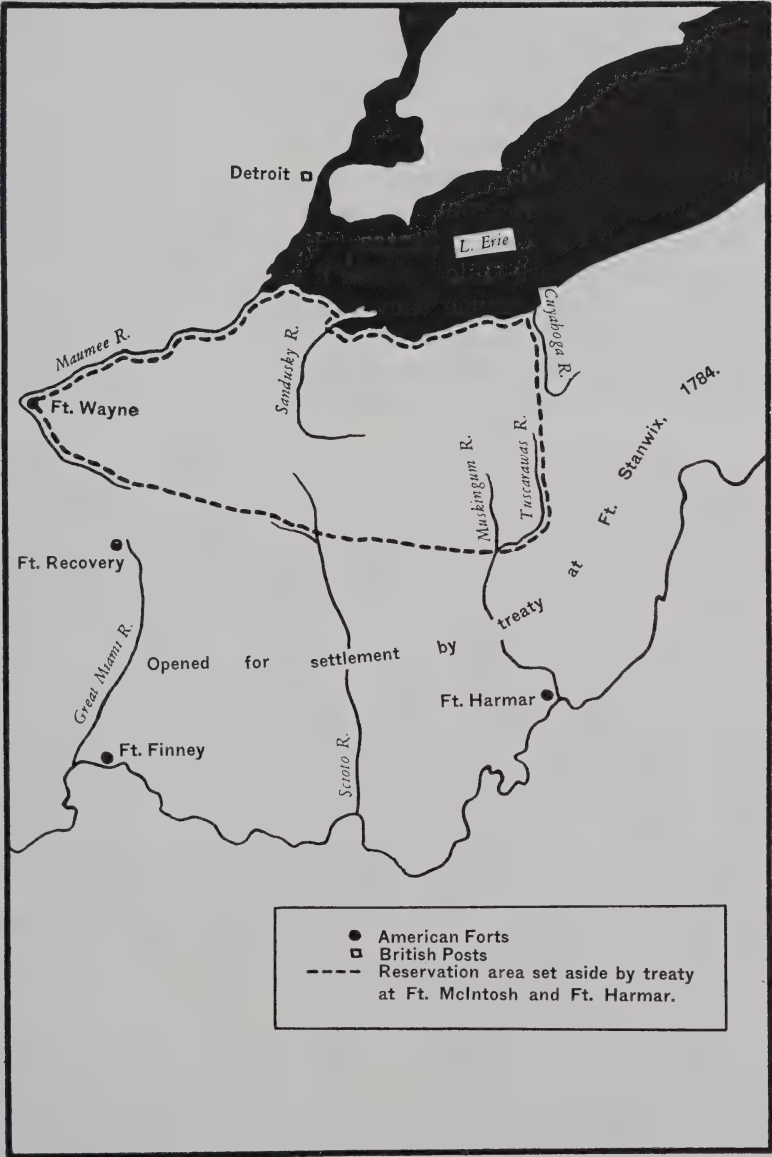 Detroit
L. Erie
Cuyahoga R.
Maumee R.
Sandusky R.
Ft. Wayne
Muskingum R.
Tuscarawas R.
Ft. Recovery
Great Miami R.
Opened for settlement by treaty at Ft. Stanwix, 1784.
Ft. Harmar
Ft. Finney
Scioto R.
American Forts
British Posts
Reservation area set aside by treaty
at Ft. McIntosh and Ft. Harmar.